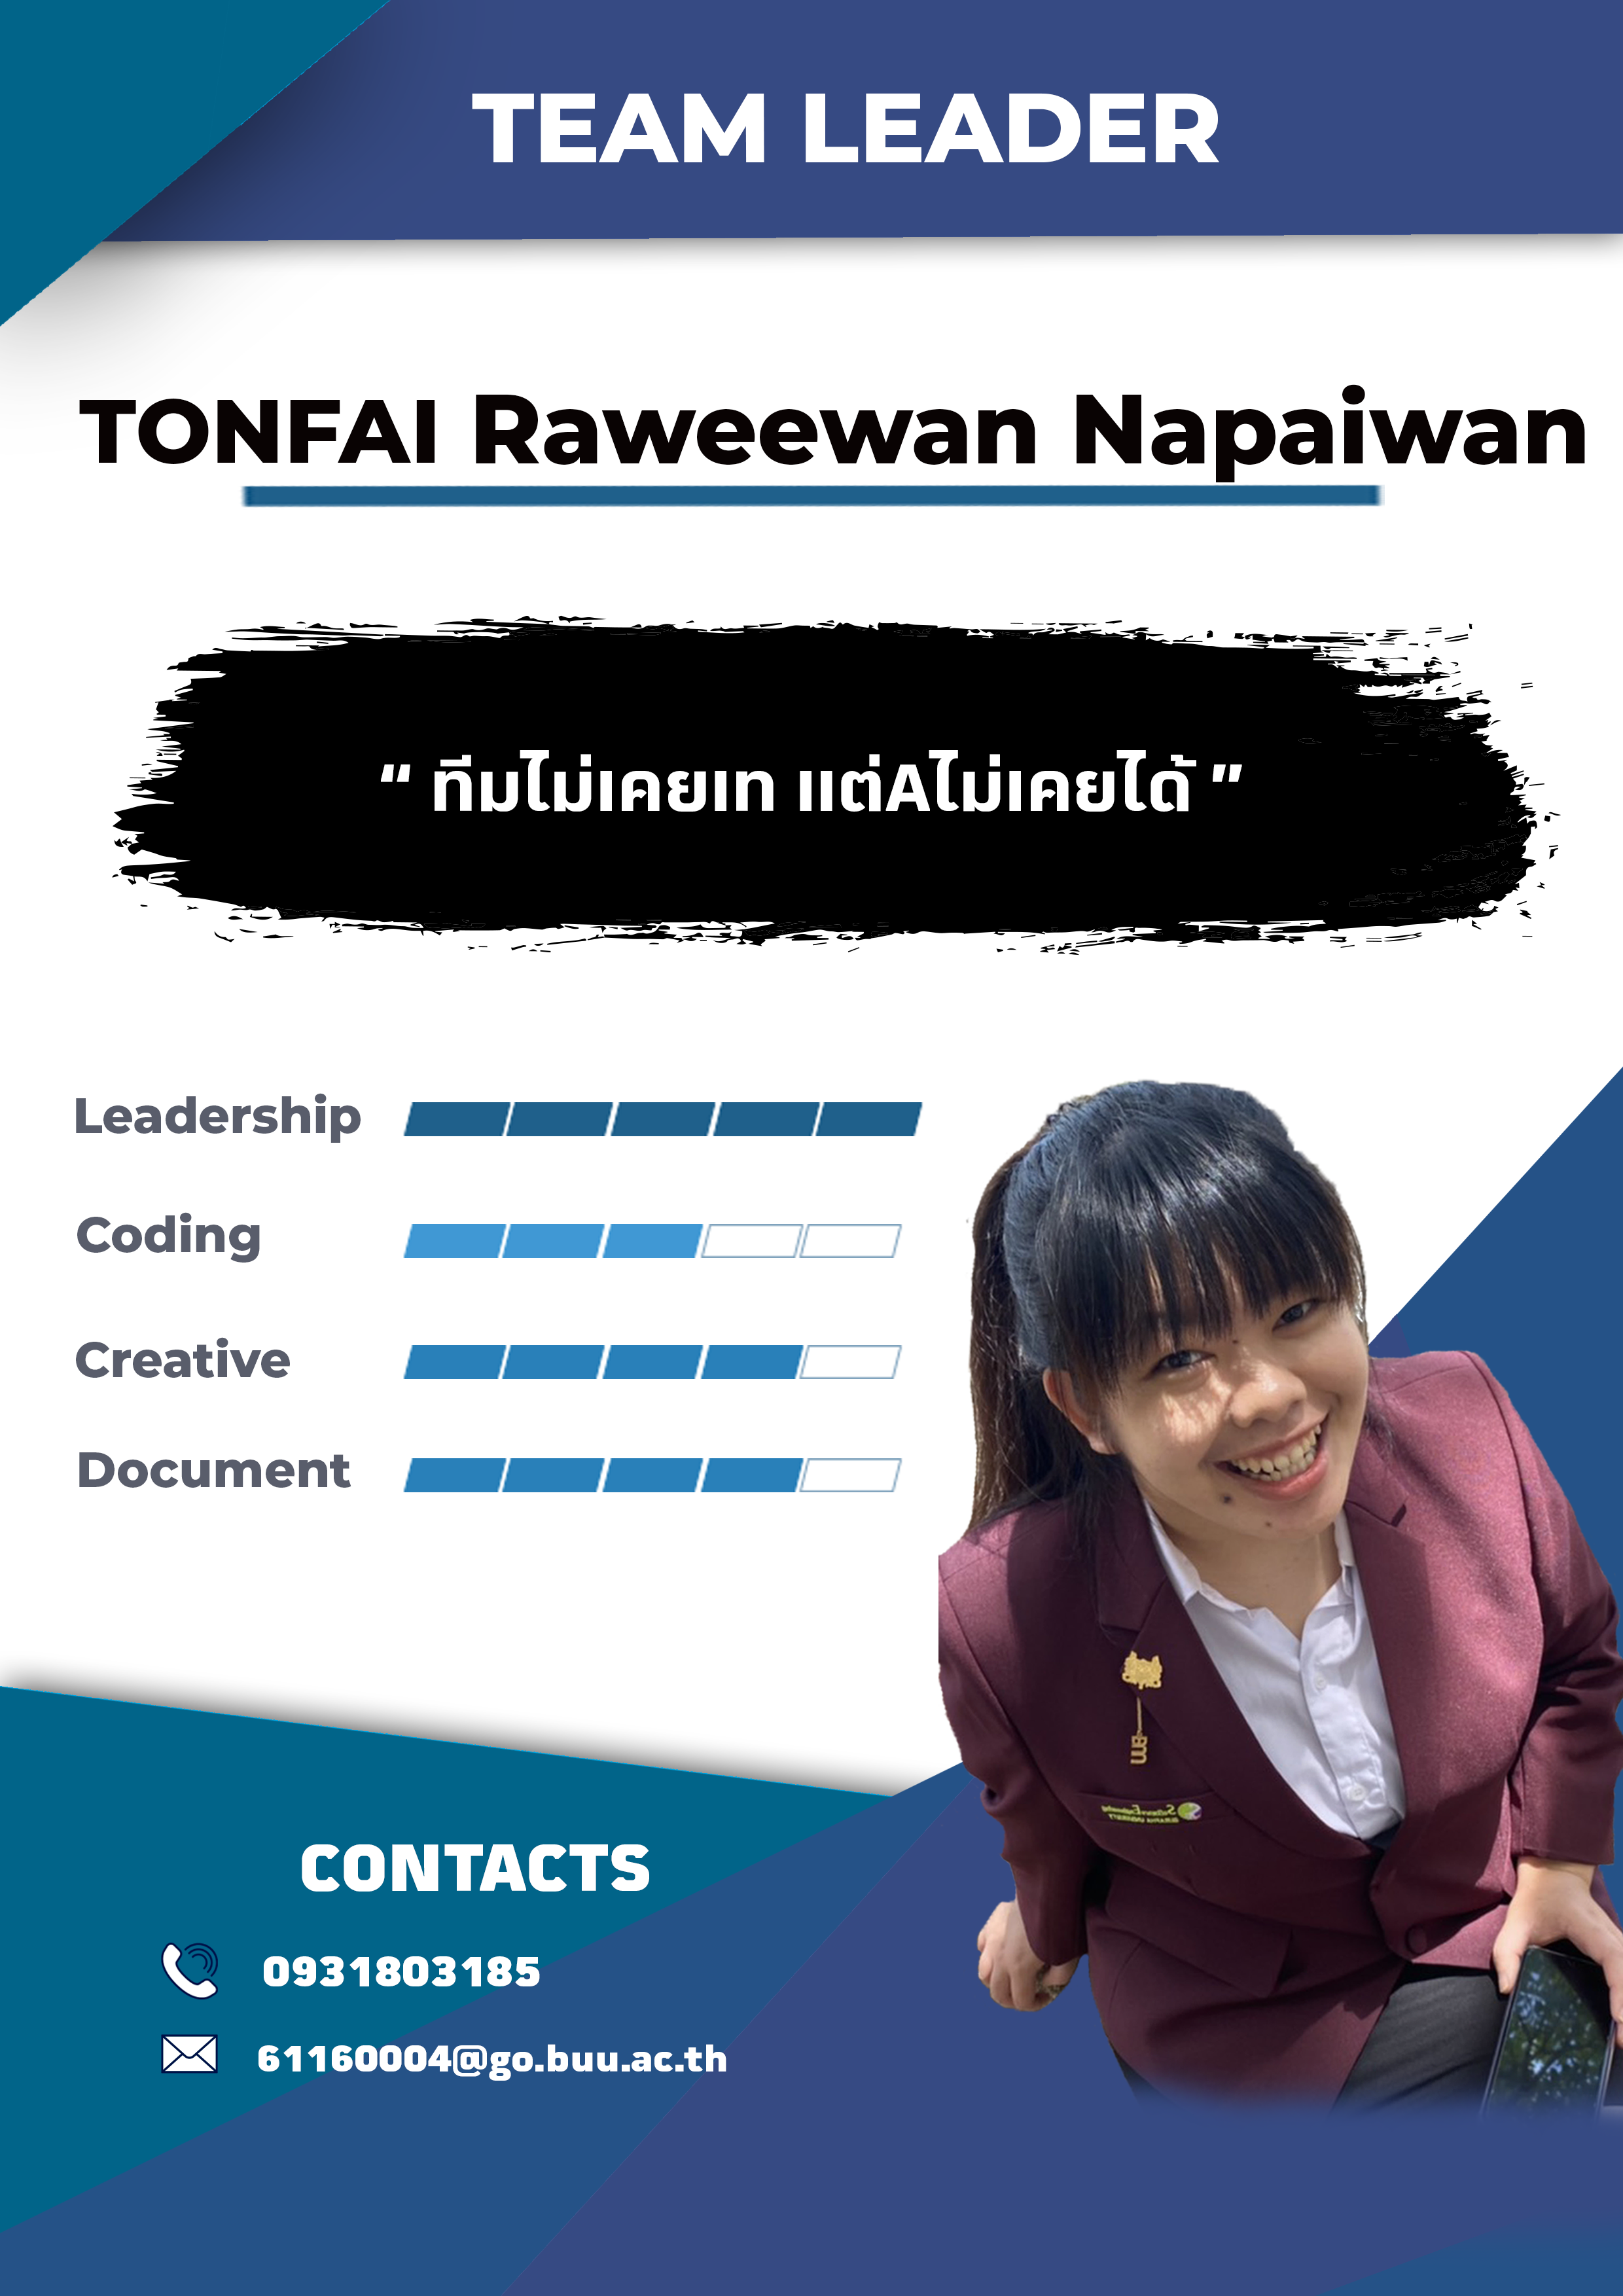 TEAM LEADER
TONFAI Raweewan Napaiwan
“ ทีมไม่เคยเท แต่Aไม่เคยได้ ”
Leadership
Coding
Creative
Document
CONTACTS
0931803185
61160004@go.buu.ac.th